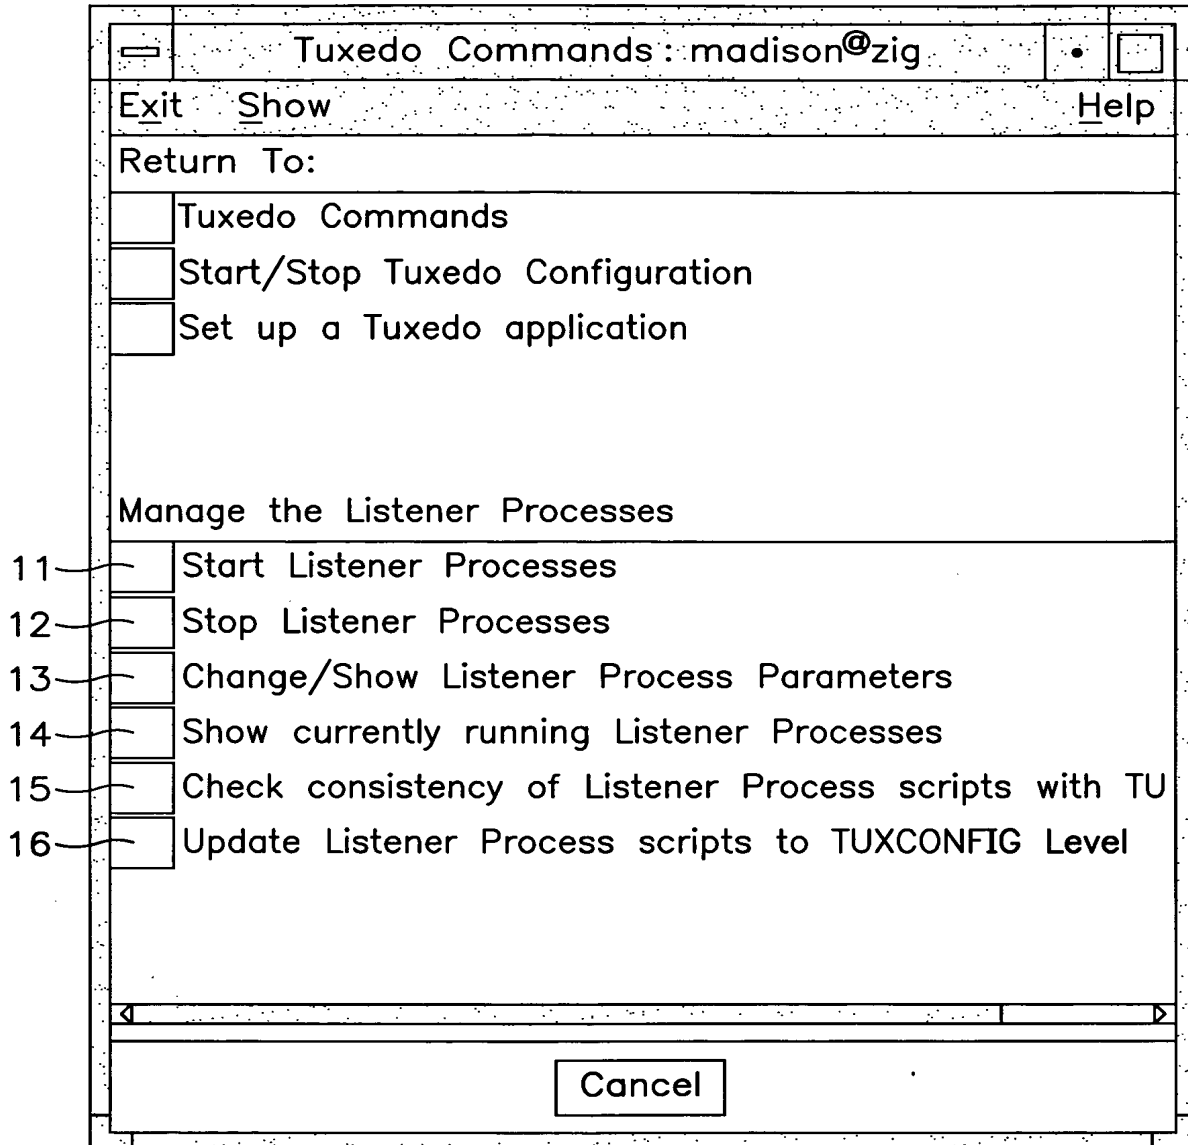 Tuxedo Commands: madison@zig
Exit Show Help
Return To:
Tuxedo Commands
Start/Stop Tuxedo Configuration
Set up a Tuxedo application
Manage the Listener Processes
11 Start Listener Processes
12 Stop Listener Processes
13 Change/Show Listener Process Parameters
14 Show currently running Listener Processes
15 Check consistency of Listener Process scripts with TU
16 Update Listener Process scripts to TUXCONFIG Level
Cancel